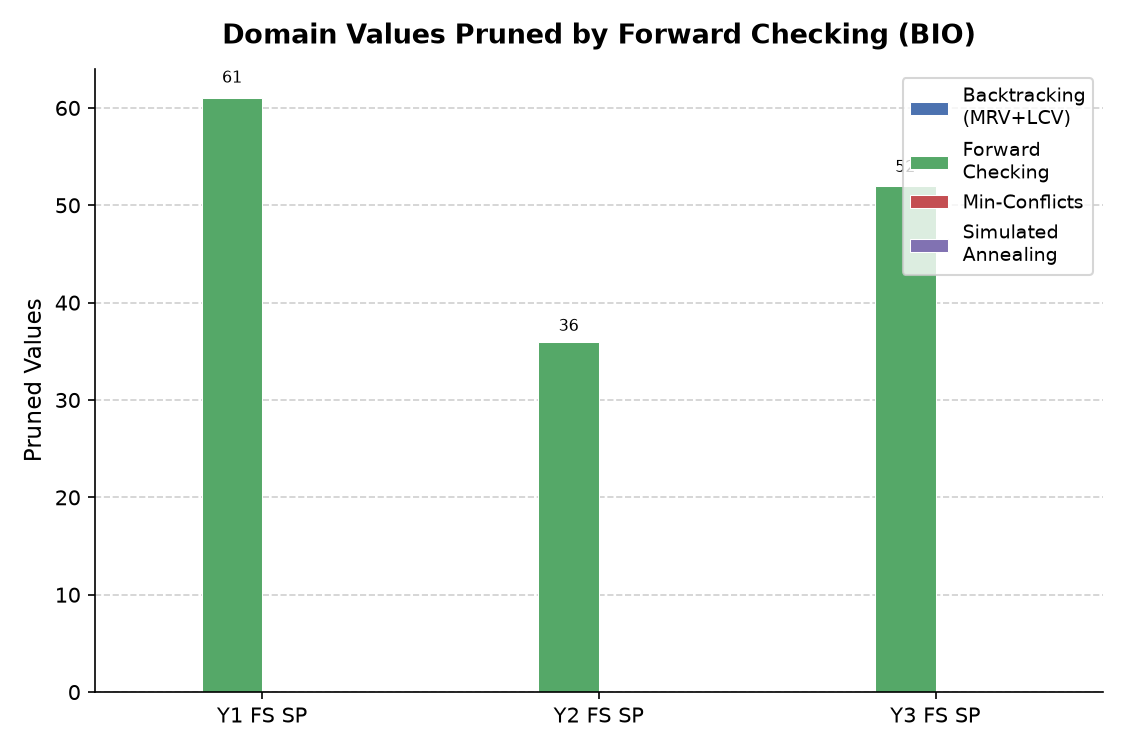 Domain Values Pruned by Forward Checking (BIO)
Pruned Values
60
50
40
30
20
10
0
61
36
52
Backtracking
(MRV+LCV)
Forward
Checking
Min-Conflicts
Simulated
Annealing
Y1 FS SP
Y2 FS SP
Y3 FS SP